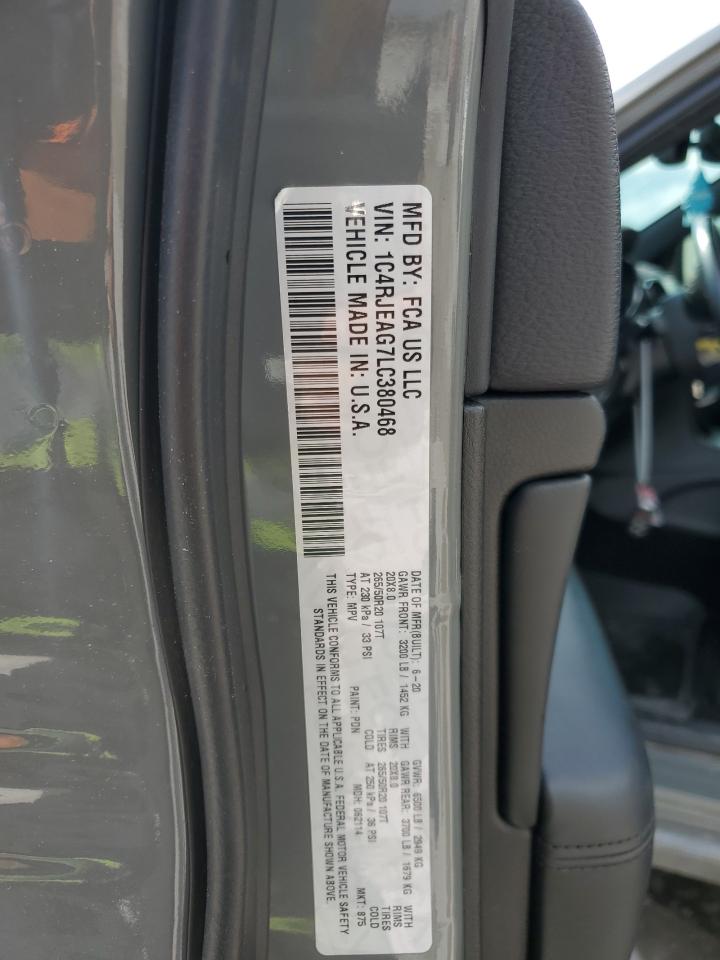 MFD BY: FCA US LLC
VIN: 1C4RJEAG7LC380468
VEHICLE MADE IN: U.S.A.
DATE OF MFR(BUILT): 6-20 GVWR: 6500 LB / 2949 KG
GAWR FRONT: 3200 LB / 1452 KG WITH GAWR REAR: 3700 LB / 1679 KG WITH
20X8.0 RIMS 20X8.0 RIMS
265/50R20 107T TIRES 265/50R20 107T TIRES
AT 230 kPa / 33 PSI COLD AT 250 kPa / 36 PSI COLD
TYPE: MPV PAINT: PDN MDH: 062114 MKT: 875
THIS VEHICLE CONFORMS TO ALL APPLICABLE U.S.A. FEDERAL MOTOR VEHICLE SAFETY
STANDARDS IN EFFECT ON THE DATE OF MANUFACTURE SHOWN ABOVE.